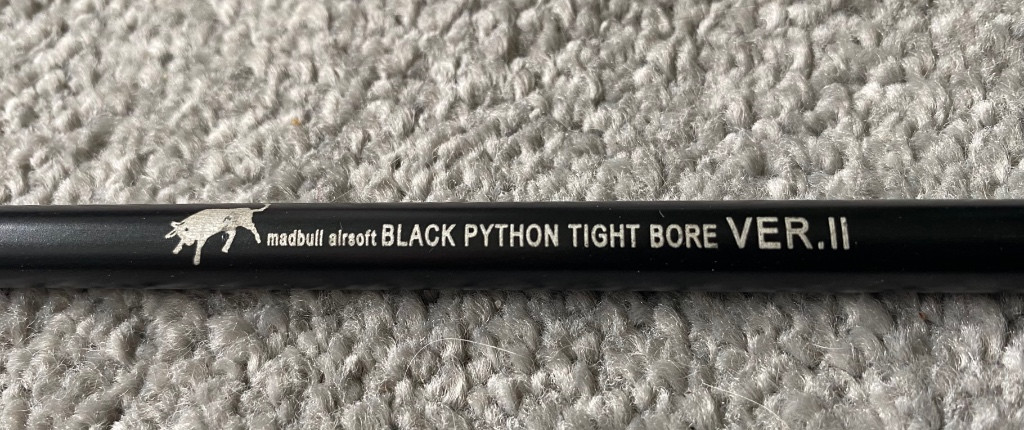 madbull airsoft BLACK PYTHON TIGHT BORE VER.II